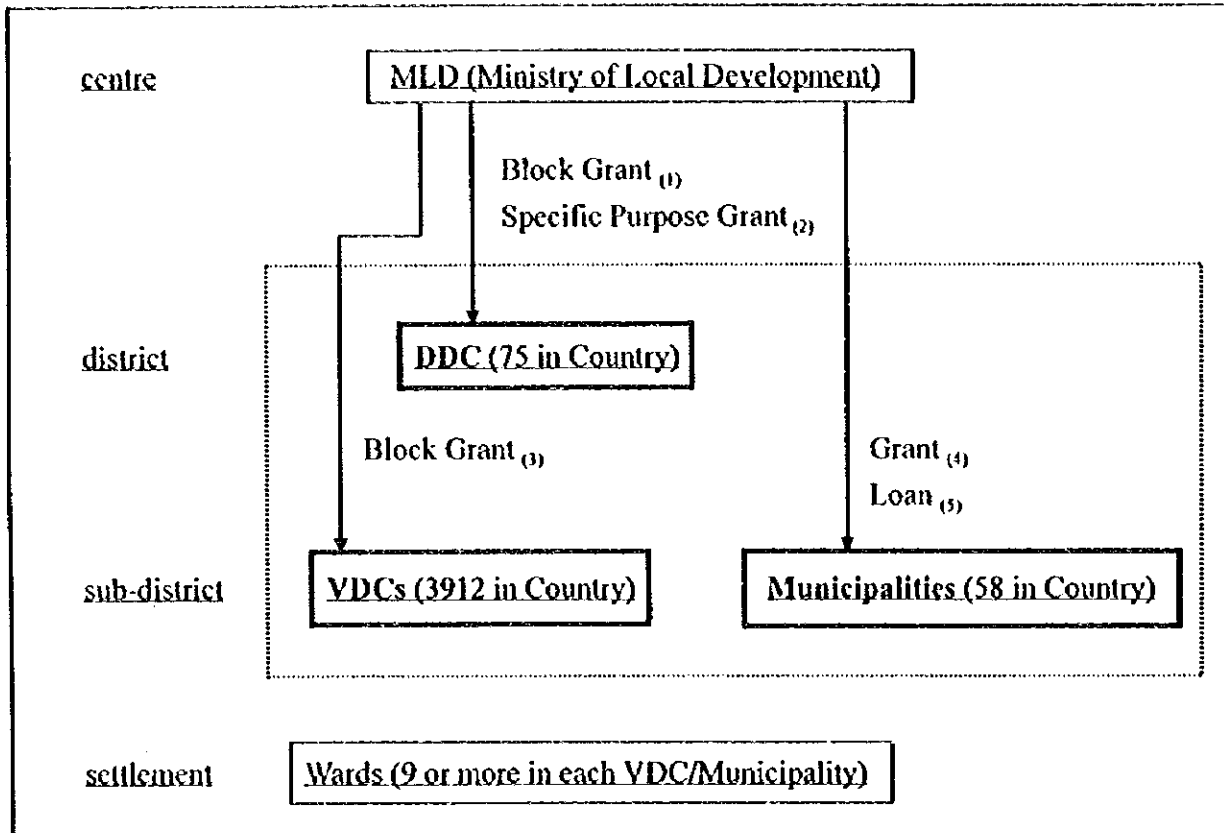 centre
MLD (Ministry of Local Development)
Block Grant (1)
Specific Purpose Grant (2)
district
DDC (75 in Country)
Block Grant (3)
Grant (4)
Loan (5)
sub-district
VDCs (3912 in Country)
Municipalities (58 in Country)
settlement
Wards (9 or more in each VDC/Municipality)